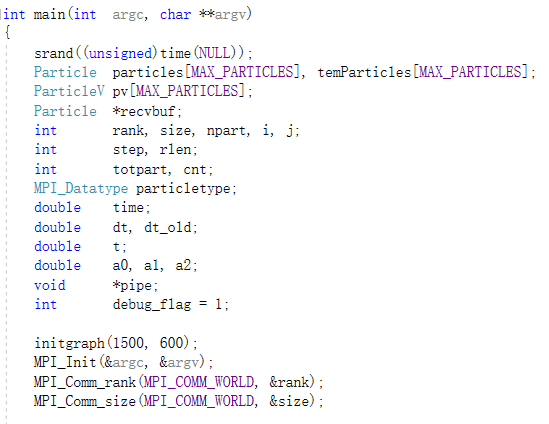 int main(int argc, char **argv)
{
srand((unsigned)time(NULL));
Particle particles[MAX_PARTICLES], temParticles[MAX_PARTICLES];
ParticleV pv[MAX_PARTICLES];
Particle *recvbuf;
int rank, size, npart, i, j;
int step, rlen;
int totpart, cnt;
MPI_Datatype particletype;
double time;
double dt, dt_old;
double t;
double a0, a1, a2;
void *pipe;
int debug_flag = 1;
initgraph(1500, 600);
MPI_Init(&argc, &argv);
MPI_Comm_rank(MPI_COMM_WORLD, &rank);
MPI_Comm_size(MPI_COMM_WORLD, &size);